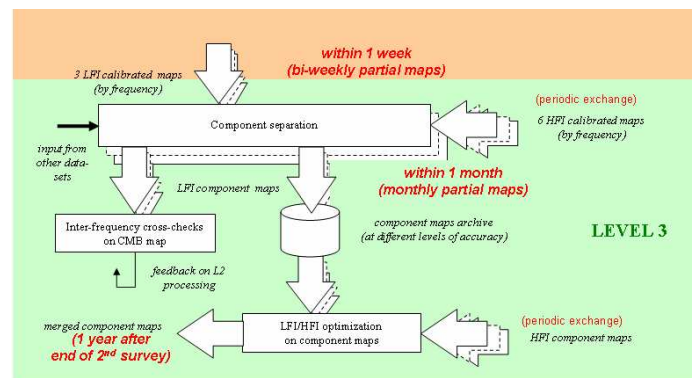 within 1 week
(bi-weekly partial maps)
3 LFI calibrated maps
(by frequency)
(periodic exchange)
Component separation
6 HFI calibrated maps
(by frequency)
input from
other data-
sets
within 1 month
(monthly partial maps)
LFI component maps
Inter-frequency cross-checks
on CMB map
component maps archive
(at different levels of accuracy)
LEVEL 3
feedback on L2
processing
merged component maps
(1 year after
end of 2nd survey)
LFI/HFI optimization
on component maps
(periodic exchange)
HFI component maps